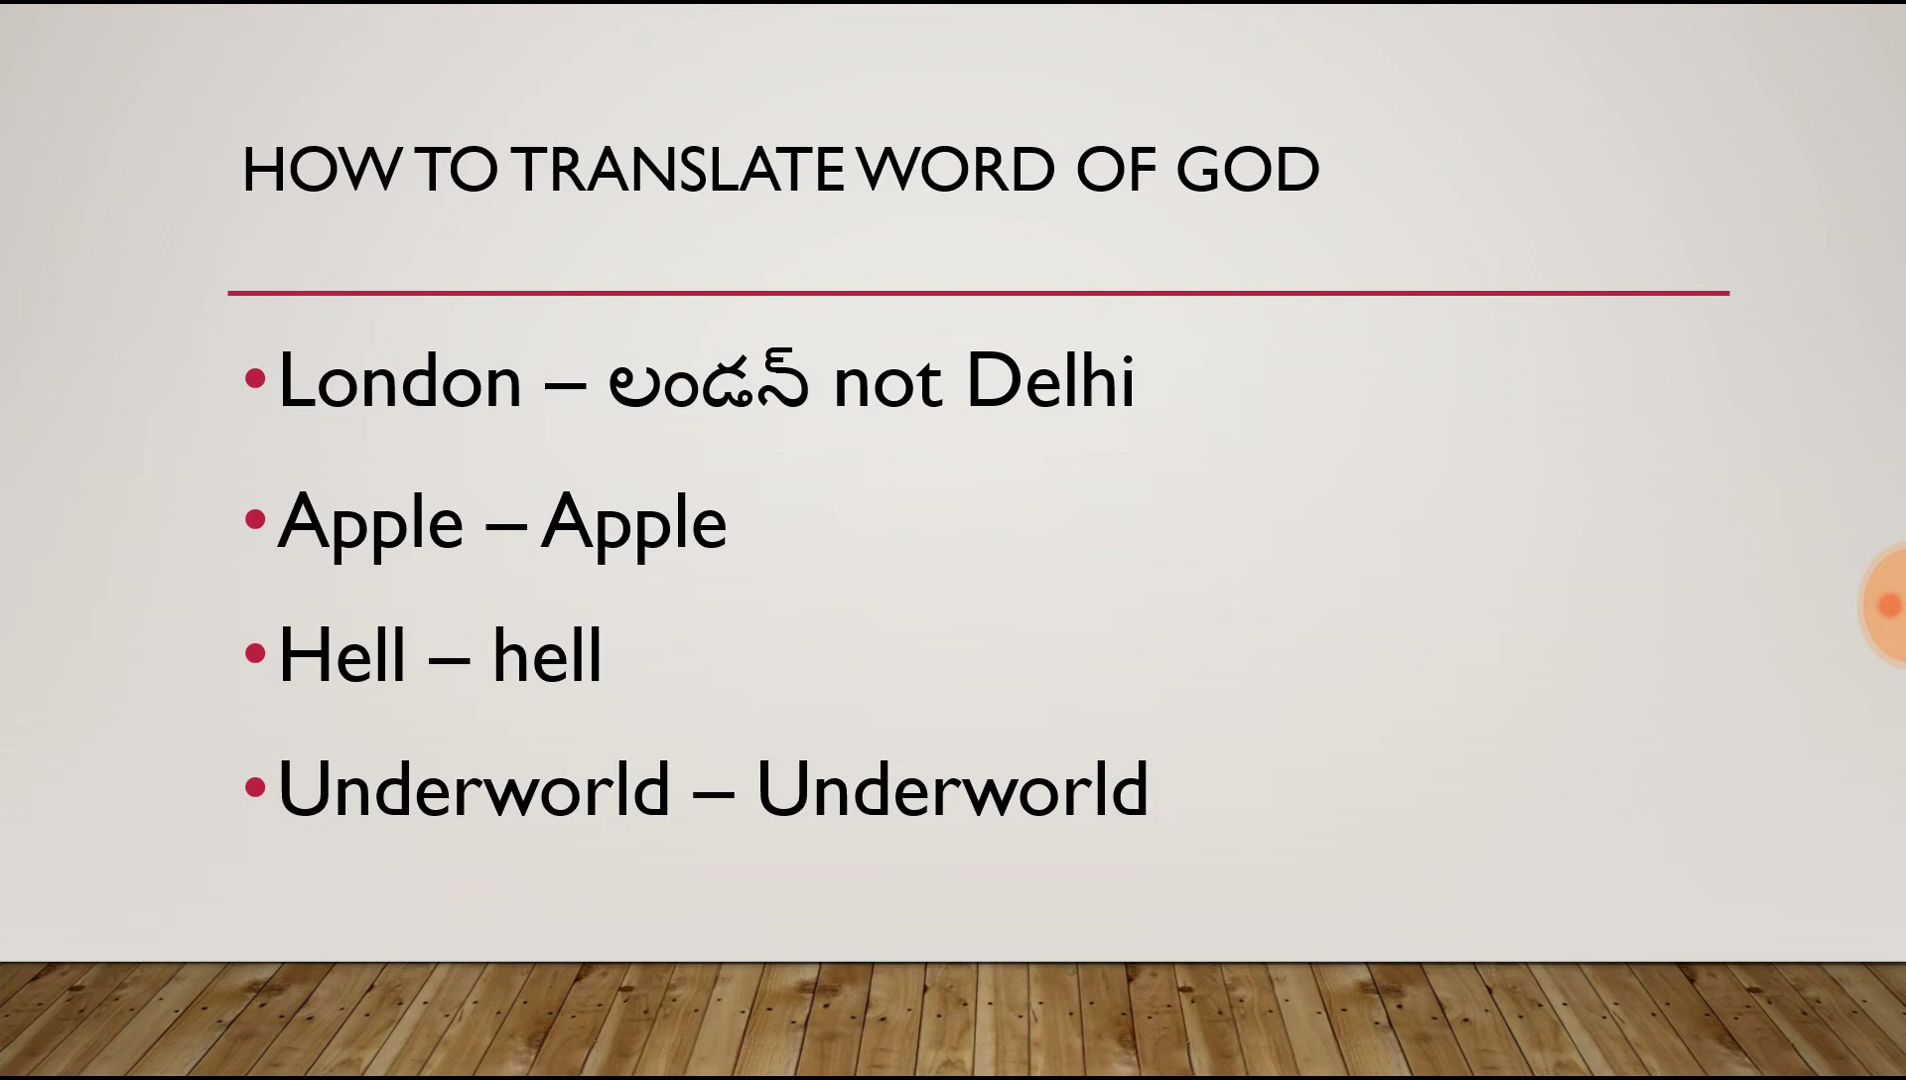 HOW TO TRANSLATE WORD OF GOD
•London – లండన్ not Delhi
•Apple – Apple
•Hell – hell
•Underworld – Underworld